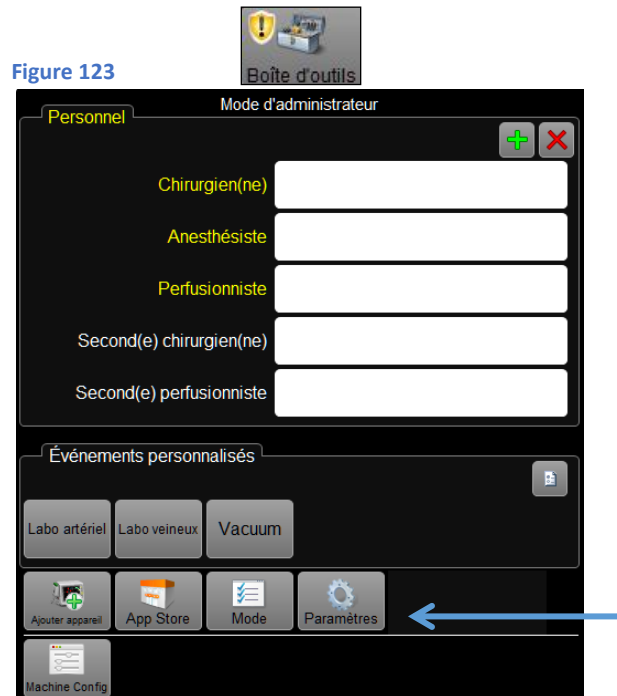 Figure 123
Boîte d'outils
Mode d'administrateur
Personnel
Chirurgien(ne)
Anesthésiste
Perfusionniste
Second(e) chirurgien(ne)
Second(e) perfusionniste
Événements personnalisés
Labo artériel
Labo veineux
Vacuum
Ajouter appareil
App Store
Mode
Paramètres
Machine Config